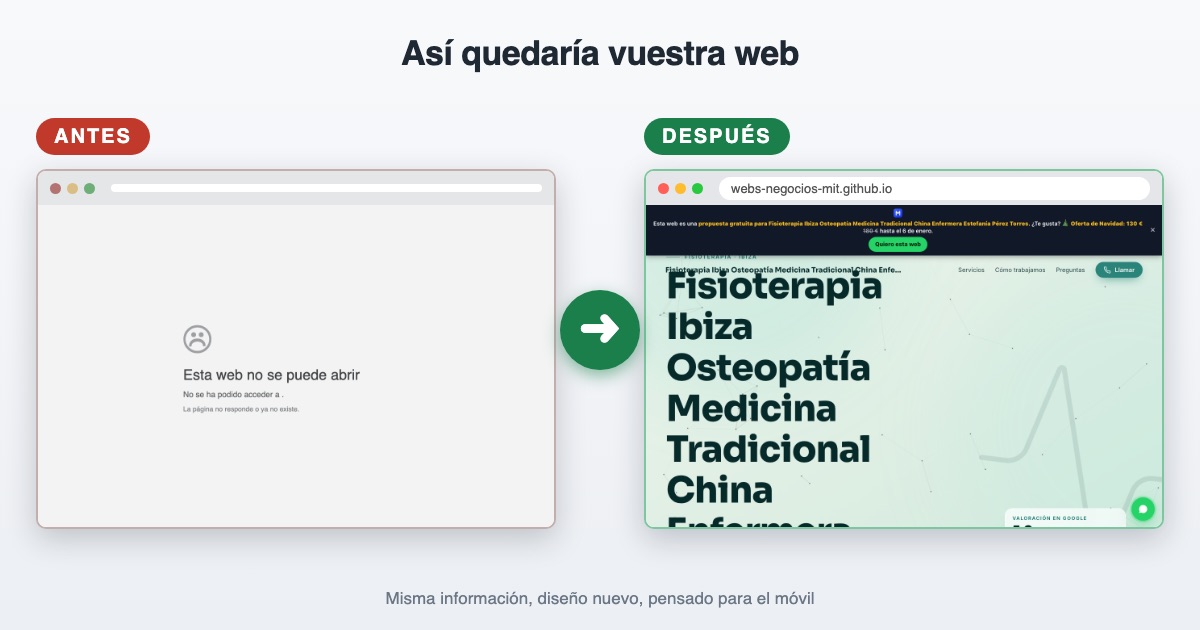 Así quedaría vuestra web
ANTES
DESPUÉS
webs-negocios-mit.github.io
Esta web es una propuesta gratuita para Fisioterapia Ibiza Osteopatía Medicina Tradicional China Enfermera Estefanía Pérez Torres. ¿Te gusta? 🎄 Oferta de Navidad: 130 €
180 € hasta el 6 de enero.
Quiero esta web
FISIOTERAPIA · IBIZA
Fisioterapia Ibiza Osteopatía Medicina Tradicional China Enfe...
Servicios
Cómo trabajamos
Preguntas
Llamar
Fisioterapia
Ibiza
Osteopatía
Medicina
Tradicional
China
Enfermera
VALORACIÓN EN GOOGLE
Esta web no se puede abrir
No se ha podido acceder a .
La página no responde o ya no existe.
Misma información, diseño nuevo, pensado para el móvil